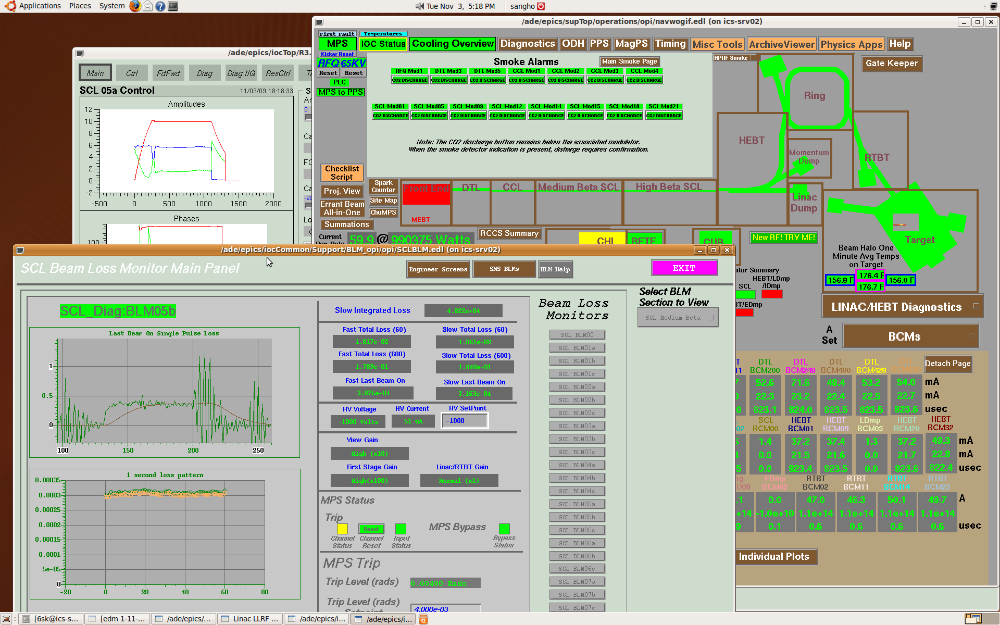 Applications Places System
Tue Nov 3, 5:18 PM
sangho
/ade/epics/supTop/operations/opi/navwogif.edl (on ics-srv02)
First Fault
MPS
Kicker Reset
RFQ 65KV
Reset Reset
PLC
MPS to PPS
Temperatures
IOC Status
Cooling Overview
Diagnostics
ODH
PPS
MagPS
Timing
Misc Tools
ArchiveViewer
Physics Apps
Help
Smoke Alarms
Main Smoke Page
RFQ Mod1 DTL Mod3 DTL Mod5 CCL Mod1 CCL Mod2 CCL Mod3 CCL Mod4
CO2 DISCHARGE CO2 DISCHARGE CO2 DISCHARGE CO2 DISCHARGE CO2 DISCHARGE CO2 DISCHARGE CO2 DISCHARGE
SCL Mod01 SCL Mod05 SCL Mod09 SCL Mod12 SCL Mod14 SCL Mod15 SCL Mod18 SCL Mod21
CO2 DISCHARGE CO2 DISCHARGE CO2 DISCHARGE CO2 DISCHARGE CO2 DISCHARGE CO2 DISCHARGE CO2 DISCHARGE CO2 DISCHARGE
Note: The CO2 discharge button remains below the associated modulator.
When the smoke detector indication is present, disharge requires confirmation.
HPRF Smoke
Gate Keeper
Ring
HEBT
Momentum
Dump
RTBT
Linac
Dump
Target
Checklist
Script
Proj. View
Errant Beam
All-in-One
Summations
Spark
Counter
Site Map
ChuMPS
Front End
MEBT
DTL
CCL
Medium Beta SCL
High Beta SCL
Current
59.9 @ 990375 Watts
RCCS Summary
CHL
RETF
CUB
New RF! TRY ME!
Beam Halo One
Minute Avg Temps
on Target
176.4 F
156.8 F 156.0 F
176.7 F
itor Summary
HEBT/LDmp
SCL /IDmp
BT/EDmp
LINAC/HEBT Diagnostics
A
Set
BCMs
Detach Page
DTL DTL DTL DTL
BCM200 BCM248 BCM400 BCM428
52.6 71.6 48.4 53.2 54.0 mA
22.3 23.2 22.4 22.5 22.7 mA
823.1 824.0 823.5 823.5 823.6 usec
SCL HEBT HEBT LDmp HEBT HEBT
BCM00 BCM01 BCM09 BCM05 BCM20 BCM32
1.4 37.2 37.4 1.3 37.2 49.3 mA
0.0 21.5 21.6 0.0 21.7 22.8 mA
0.0 823.4 823.5 0.0 823.6 822.4 usec
EDmp RTBT RTBT RTBT RTBT
BCM02 BCM02 BCM11 BCM14 BCM25
0.0 47.0 46.3 50.1 49.7 A
+14 -1.0e+10 1.1e+14 1.1e+14 1.1e+14 1.1e+14
0.1 0.6 0.6 0.6 0.6 usec
Individual Plots
/ade/epics/iocTop/R3.
Main Ctrl FdFwd Diag Diag I/Q ResCtrl
SCL 05a Control
11/03/09 18:18:33
Amplitudes
12
10
8
6
4
2
0
-2
-500 0 500 1000 1500 2000
Phases
100
/ade/epics/iocCommon/Support/BLM_opi/opi/SCLBLM.edl (on ics-srv02)
SCL Beam Loss Monitor Main Panel
Engineer Screens
SNS BLMs
BLM Help
EXIT
SCL_Diag:BLM05b
Last Beam On Single Pulse Loss
1
0.5
0
100 150 200 250
1 second loss pattern
0.00035
0.0003
0.00025
0.0002
0.00015
0.0001
5e-05
0
-20 0 20 40 60 80
Slow Integrated Loss 4.822e+04
Fast Total Loss (60) Slow Total Loss (60)
1.817e-02 1.861e-02
Fast Total Loss (600) Slow Total Loss (600)
1.789e-01 1.840e-01
Fast Last Beam On Slow Last Beam On
3.076e-04 3.163e-04
HV Voltage HV Current HV SetPoint
-1000 Volts 51 uA -1000
View Gain
High (x10)
First Stage Gain Linac/RTBT Gain
High(x100) Normal (x1)
MPS Status
Trip
Reset
MPS Bypass
Channel Status
Channel Reset
Input Status
Bypass Status
MPS Trip
Trip Level (rads) 0.00400 Rads
Trip Level (rads)
Setpoint
4.000e-03
Beam Loss
Monitors
SCL BLM00
SCL BLM01a
SCL BLM01b
SCL BLM01c
SCL BLM02a
SCL BLM02b
SCL BLM02c
SCL BLM03a
SCL BLM03b
SCL BLM03c
SCL BLM04a
SCL BLM04b
SCL BLM04c
SCL BLM05a
SCL BLM05b
SCL BLM05c
SCL BLM06a
SCL BLM06b
SCL BLM06c
SCL BLM07a
SCL BLM07b
SCL BLM07c
Select BLM
Section to View
SCL Medium Beta
[6sk@ics-s...
[edm 1-11-...
/ade/epics/...
Linac LLRF ...
/ade/epics/i...
/ade/epics/i...